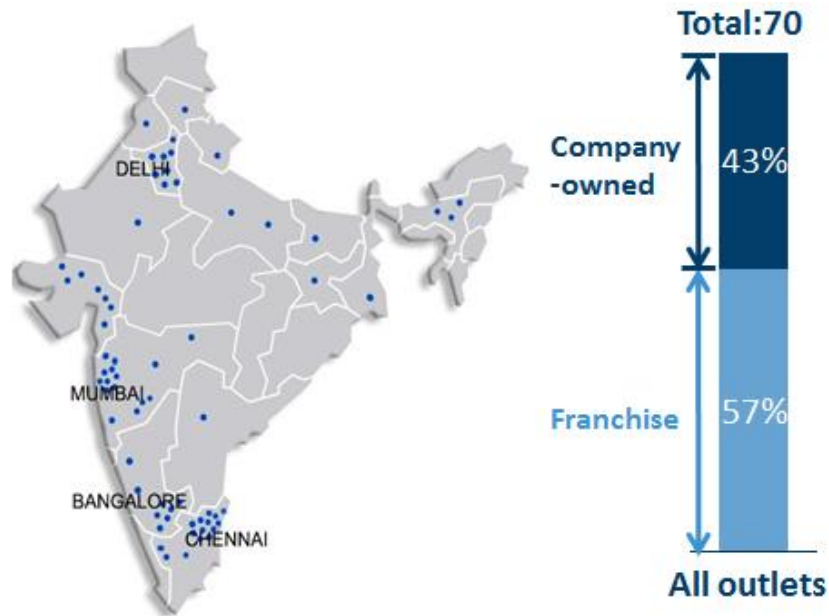 Total:70
DELHI
Company
-owned
43%
MUMBAI
Franchise
57%
BANGALORE
CHENNAI
All outlets